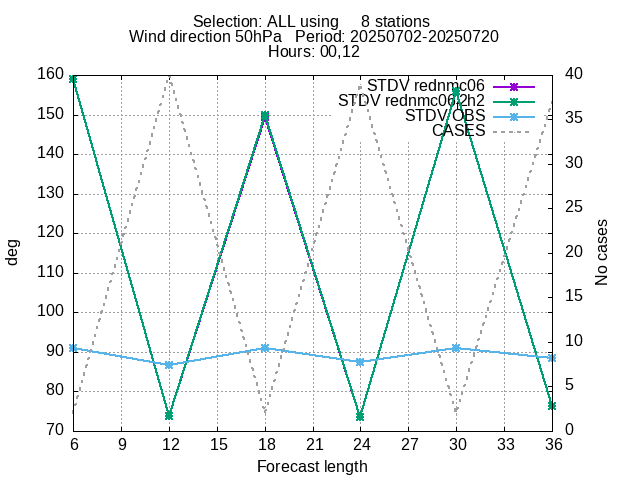 Selection: ALL using     8 stations
Wind direction 50hPa   Period: 20250702-20250720
Hours: 00,12
STDV rednmc06
STDV rednmc06_2h2
STDV OBS
CASES
160
150
140
130
120
110
100
90
80
70
deg
40
35
30
25
20
15
10
5
0
No cases
6 9 12 15 18 21 24 27 30 33 36
Forecast length